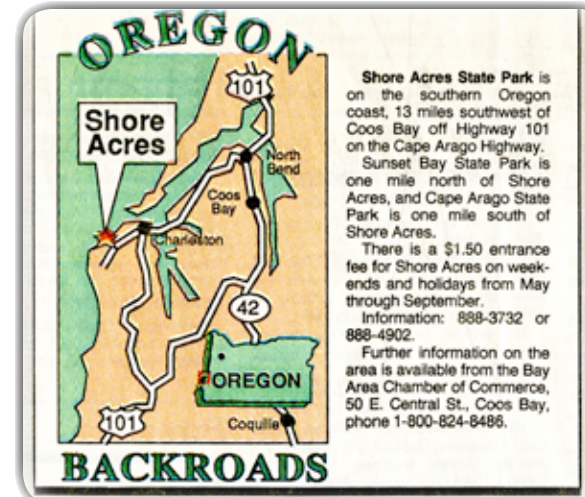 OREGON
101
Shore
Acres
North
Bend
Coos
Bay
Charleston
42
OREGON
101
Coquille
BACKROADS
Shore Acres State Park is
on the southern Oregon
coast, 13 miles southwest of
Coos Bay off Highway 101
on the Cape Arago Highway.
Sunset Bay State Park is
one mile north of Shore
Acres, and Cape Arago State
Park is one mile south of
Shore Acres.
There is a $1.50 entrance
fee for Shore Acres on week-
ends and holidays from May
through September.
Information: 888-3732 or
888-4902.
Further information on the
area is available from the Bay
Area Chamber of Commerce,
50 E. Central St., Coos Bay,
phone 1-800-824-8486.